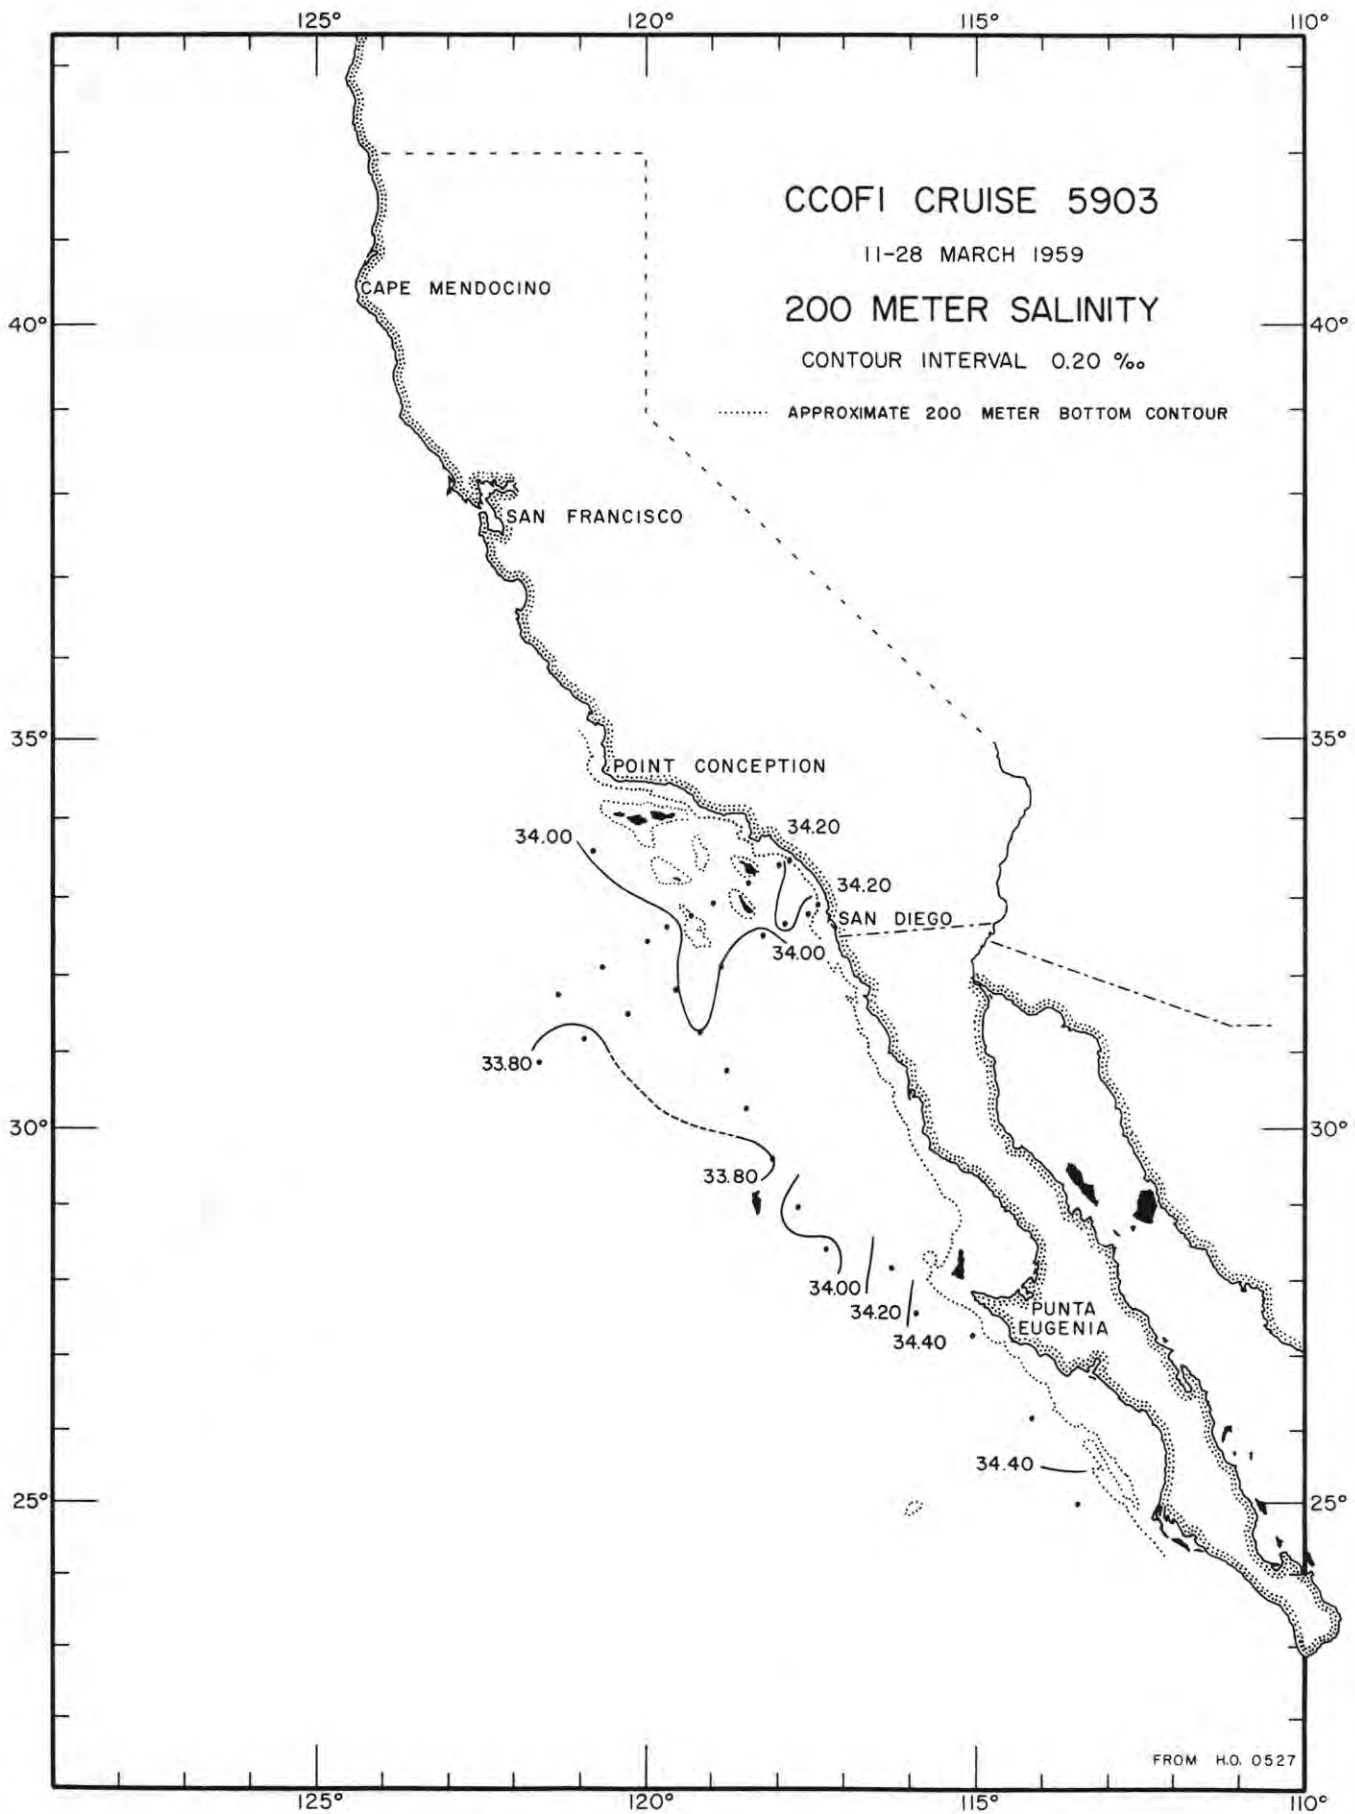 125° 120° 115° 110°
CCOFI CRUISE 5903
11-28 MARCH 1959
CAPE MENDOCINO
200 METER SALINITY
40° 40°
CONTOUR INTERVAL 0.20 ‰
APPROXIMATE 200 METER BOTTOM CONTOUR
SAN FRANCISCO
35° 35°
POINT CONCEPTION
34.00
34.20
34.20
SAN DIEGO
34.00
33.80
30° 30°
33.80
34.00
34.20
34.40
PUNTA
EUGENIA
34.40
25° 25°
FROM H.O. 0527
125° 120° 115° 110°